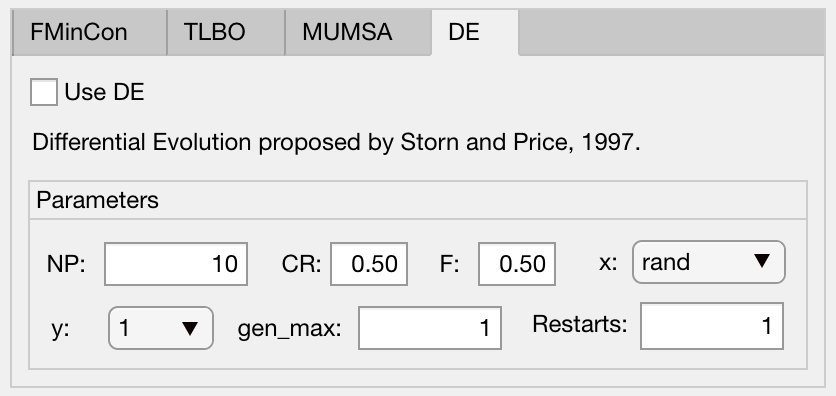 FMinCon TLBO MUMSA DE
Use DE
Differential Evolution proposed by Storn and Price, 1997.
Parameters
NP: 10 CR: 0.50 F: 0.50 x: rand
y: 1 gen_max: 1 Restarts: 1